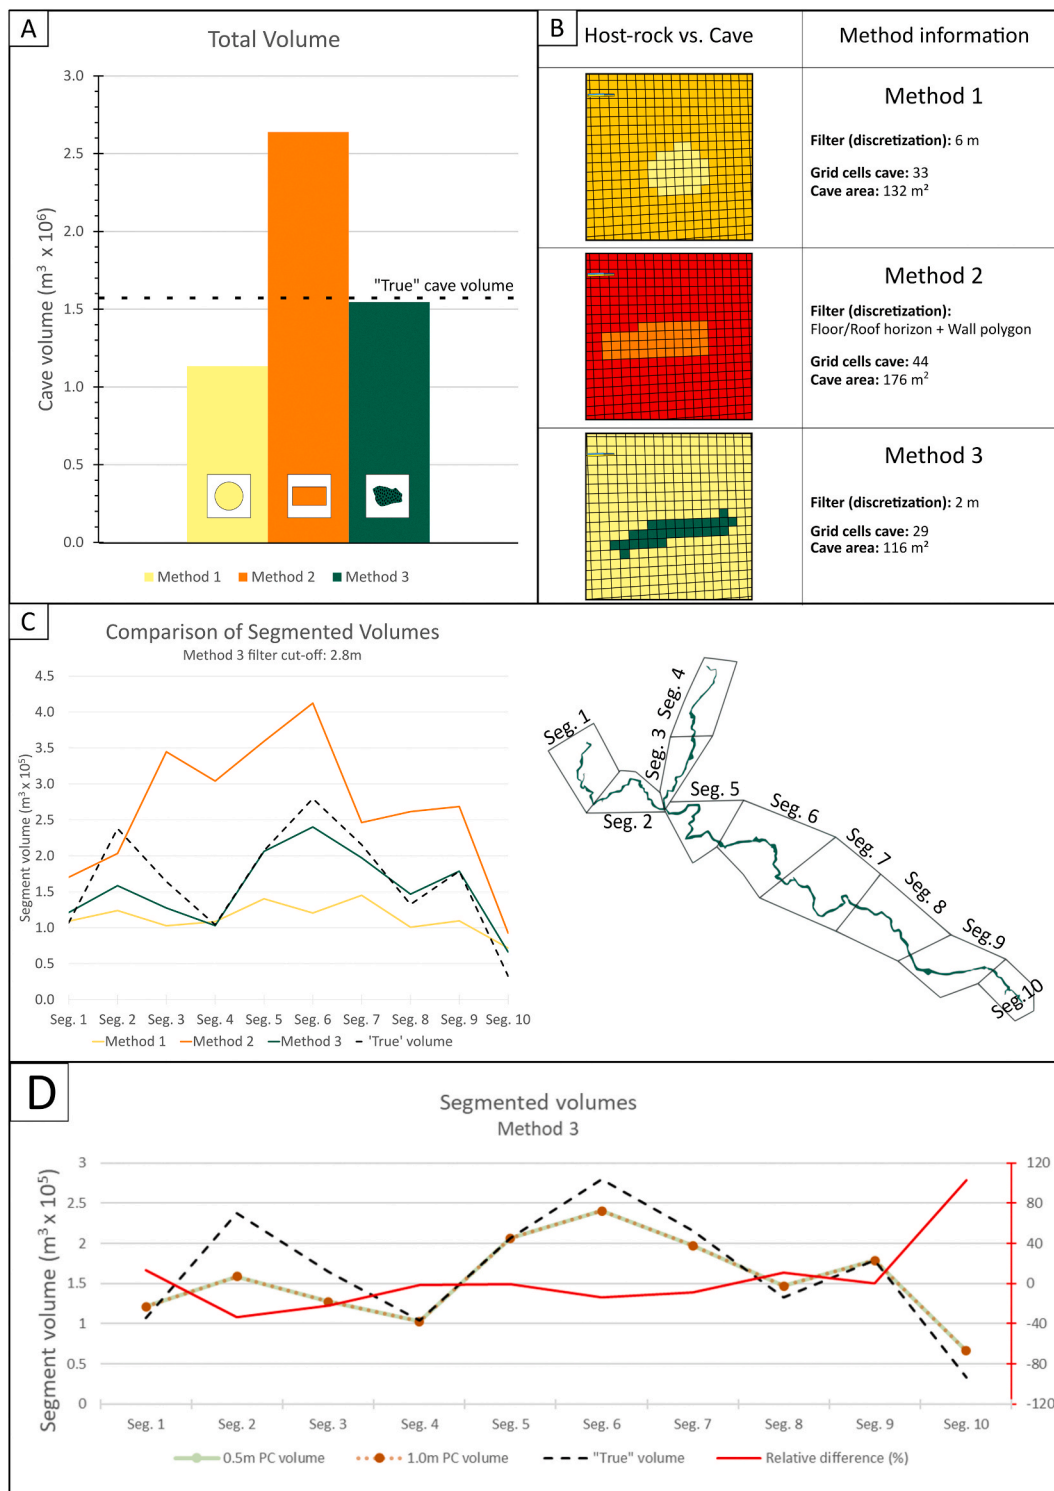 A
Total Volume
Cave volume (m³ x 10⁶)
3.0
2.5
2.0
1.5
1.0
0.5
0.0
"True" cave volume
Method 1 Method 2 Method 3
B
Host-rock vs. Cave
Method information
Method 1
Filter (discretization): 6 m
Grid cells cave: 33
Cave area: 132 m²
Method 2
Filter (discretization):
Floor/Roof horizon + Wall polygon
Grid cells cave: 44
Cave area: 176 m²
Method 3
Filter (discretization): 2 m
Grid cells cave: 29
Cave area: 116 m²
C
Comparison of Segmented Volumes
Method 3 filter cut-off: 2.8m
Segment volume (m³ x 10⁵)
4.5
4.0
3.5
3.0
2.5
2.0
1.5
1.0
0.5
0.0
Seg. 1 Seg. 2 Seg. 3 Seg. 4 Seg. 5 Seg. 6 Seg. 7 Seg. 8 Seg. 9 Seg. 10
Method 1 Method 2 Method 3 'True' volume
Seg. 1
Seg. 2
Seg. 3
Seg. 4
Seg. 5
Seg. 6
Seg. 7
Seg. 8
Seg.9
Seg.10
D
Segmented volumes
Method 3
Segment volume (m³ x 10⁵)
3
2.5
2
1.5
1
0.5
0
120
80
40
0
-40
-80
-120
Seg. 1 Seg. 2 Seg. 3 Seg. 4 Seg. 5 Seg. 6 Seg. 7 Seg. 8 Seg. 9 Seg. 10
0.5m PC volume 1.0m PC volume "True" volume Relative difference (%)